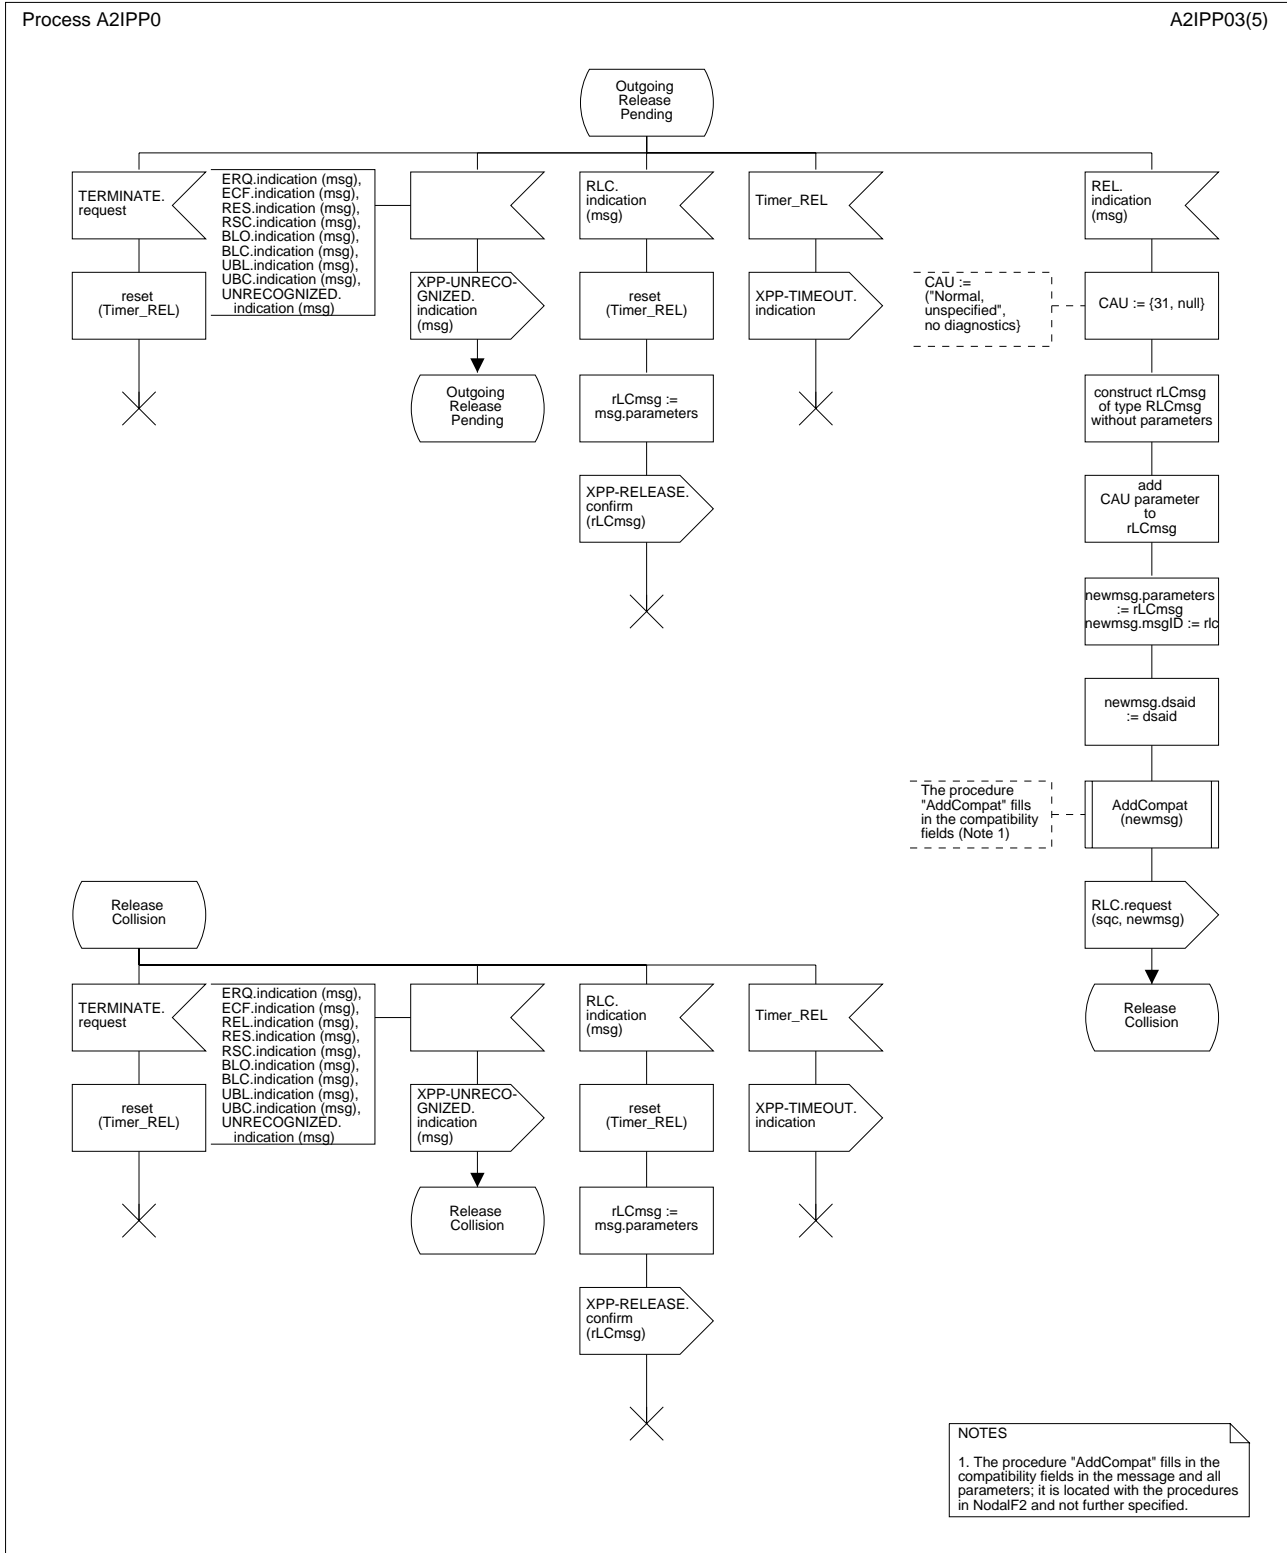 Process A2IPP0
A2IPP03(5)
Outgoing
Release
Pending
TERMINATE.
request
ERQ.indication (msg),
ECF.indication (msg),
RES.indication (msg),
RSC.indication (msg),
BLO.indication (msg),
BLC.indication (msg),
UBL.indication (msg),
UBC.indication (msg),
UNRECOGNIZED.
indication (msg)
RLC.
indication
(msg)
Timer_REL
REL.
indication
(msg)
reset
(Timer_REL)
XPP-UNRECO-
GNIZED.
indication
(msg)
reset
(Timer_REL)
XPP-TIMEOUT.
indication
CAU :=
("Normal,
unspecified",
no diagnostics}
CAU := {31, null}
Outgoing
Release
Pending
rLCmsg :=
msg.parameters
construct rLCmsg
of type RLCmsg
without parameters
XPP-RELEASE.
confirm
(rLCmsg)
add
CAU parameter
to
rLCmsg
newmsg.parameters
:= rLCmsg
newmsg.msgID := rlc
newmsg.dsaid
:= dsaid
The procedure
"AddCompat" fills
in the compatibility
fields (Note 1)
AddCompat
(newmsg)
RLC.request
(sqc, newmsg)
Release
Collision
Release
Collision
TERMINATE.
request
ERQ.indication (msg),
ECF.indication (msg),
REL.indication (msg),
RES.indication (msg),
RSC.indication (msg),
BLO.indication (msg),
BLC.indication (msg),
UBL.indication (msg),
UBC.indication (msg),
UNRECOGNIZED.
indication (msg)
RLC.
indication
(msg)
Timer_REL
reset
(Timer_REL)
XPP-UNRECO-
GNIZED.
indication
(msg)
reset
(Timer_REL)
XPP-TIMEOUT.
indication
Release
Collision
rLCmsg :=
msg.parameters
XPP-RELEASE.
confirm
(rLCmsg)
NOTES
1. The procedure "AddCompat" fills in the
compatibility fields in the message and all
parameters; it is located with the procedures
in NodalF2 and not further specified.